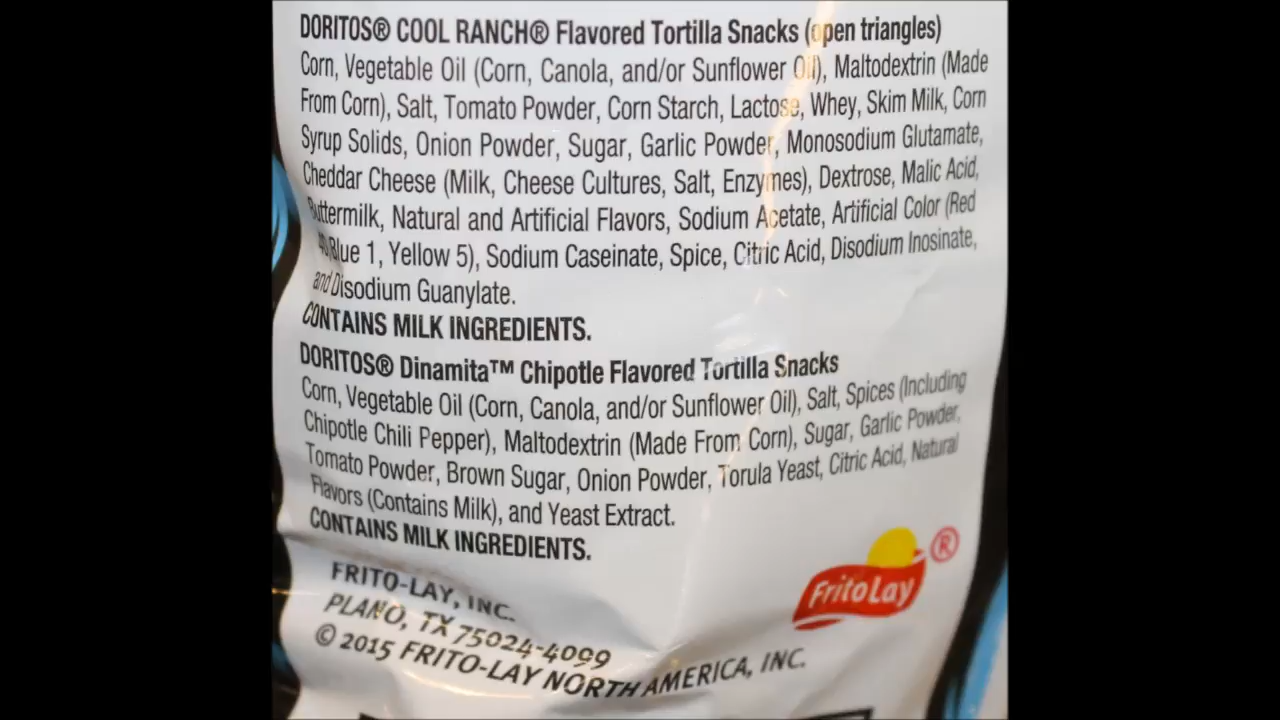 DORITOS® COOL RANCH® Flavored Tortilla Snacks (open triangles)
Corn, Vegetable Oil (Corn, Canola, and/or Sunflower Oil), Maltodextrin (Made
From Corn), Salt, Tomato Powder, Corn Starch, Lactose, Whey, Skim Milk, Corn
Syrup Solids, Onion Powder, Sugar, Garlic Powder, Monosodium Glutamate,
Cheddar Cheese (Milk, Cheese Cultures, Salt, Enzymes), Dextrose, Malic Acid,
Buttermilk, Natural and Artificial Flavors, Sodium Acetate, Artificial Color (Red
40, Blue 1, Yellow 5), Sodium Caseinate, Spice, Citric Acid, Disodium Inosinate,
and Disodium Guanylate.
CONTAINS MILK INGREDIENTS.
DORITOS® Dinamita™ Chipotle Flavored Tortilla Snacks
Corn, Vegetable Oil (Corn, Canola, and/or Sunflower Oil), Salt, Spices (Including
Chipotle Chili Pepper), Maltodextrin (Made From Corn), Sugar, Garlic Powder,
Tomato Powder, Brown Sugar, Onion Powder, Torula Yeast, Citric Acid, Natural
Flavors (Contains Milk), and Yeast Extract.
CONTAINS MILK INGREDIENTS.
FRITO-LAY, INC.
PLANO, TX 75024-4099
© 2015 FRITO-LAY NORTH AMERICA, INC.
FritoLay ®